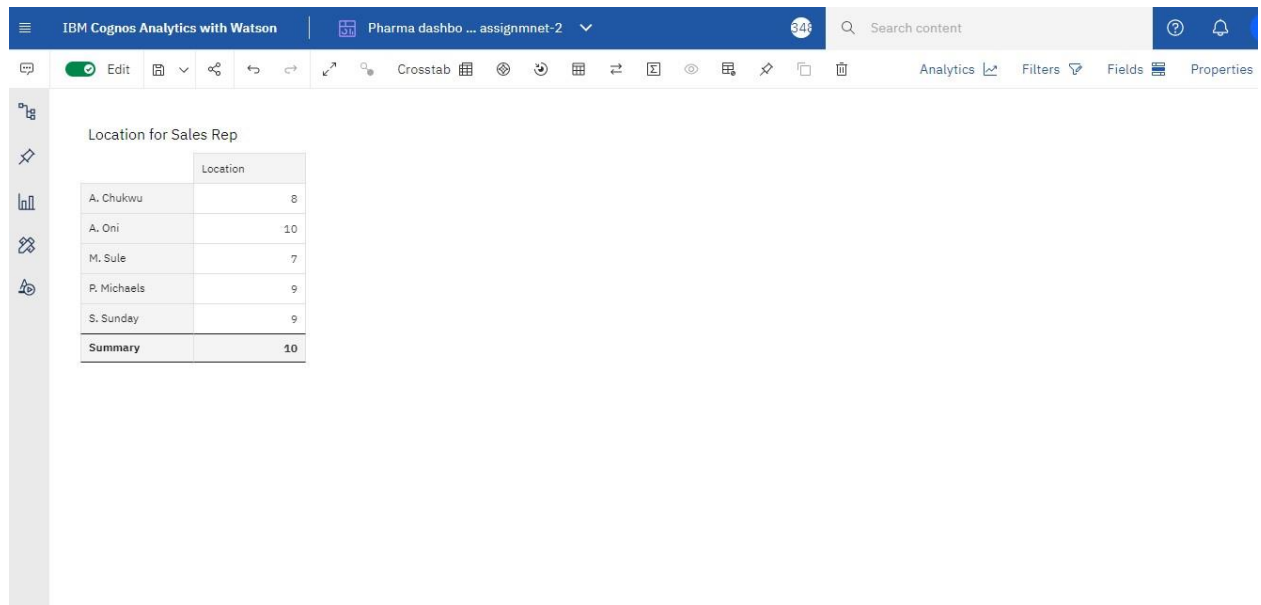 IBM Cognos Analytics with Watson Pharma dashbo ... assignmnet-2 348 Search content
Edit Crosstab Analytics Filters Fields Properties
Location for Sales Rep
Location
A. Chukwu 8
A. Oni 10
M. Sule 7
P. Michaels 9
S. Sunday 9
Summary 10